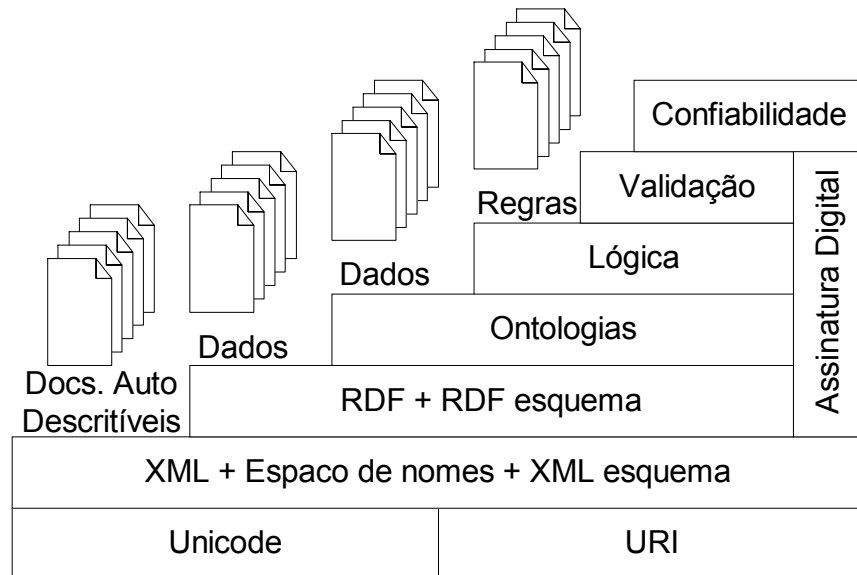 Confiabilidade
Validação
Regras
Assinatura Digital
Lógica
Dados
Ontologias
Dados
Docs. Auto
Descritíveis
RDF + RDF esquema
XML + Espaco de nomes + XML esquema
Unicode
URI